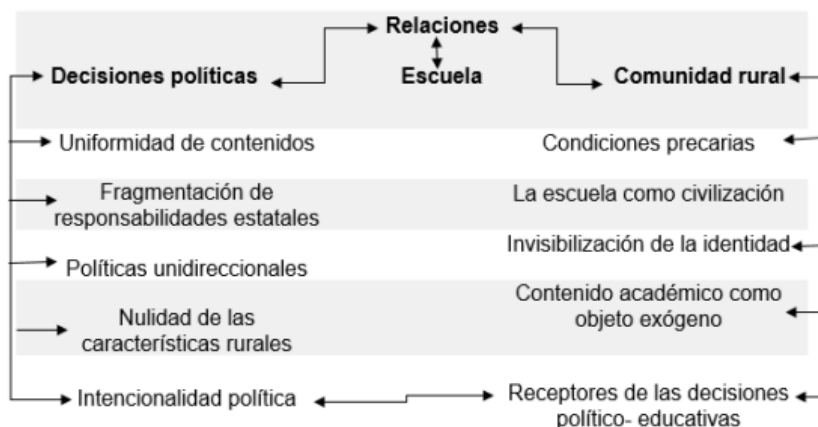 Relaciones
Decisiones políticas
Escuela
Comunidad rural
Uniformidad de contenidos
Condiciones precarias
Fragmentación de
responsabilidades estatales
La escuela como civilización
Políticas unidireccionales
Invisibilización de la identidad
Nulidad de las
características rurales
Contenido académico como
objeto exógeno
Intencionalidad política
Receptores de las decisiones
político- educativas